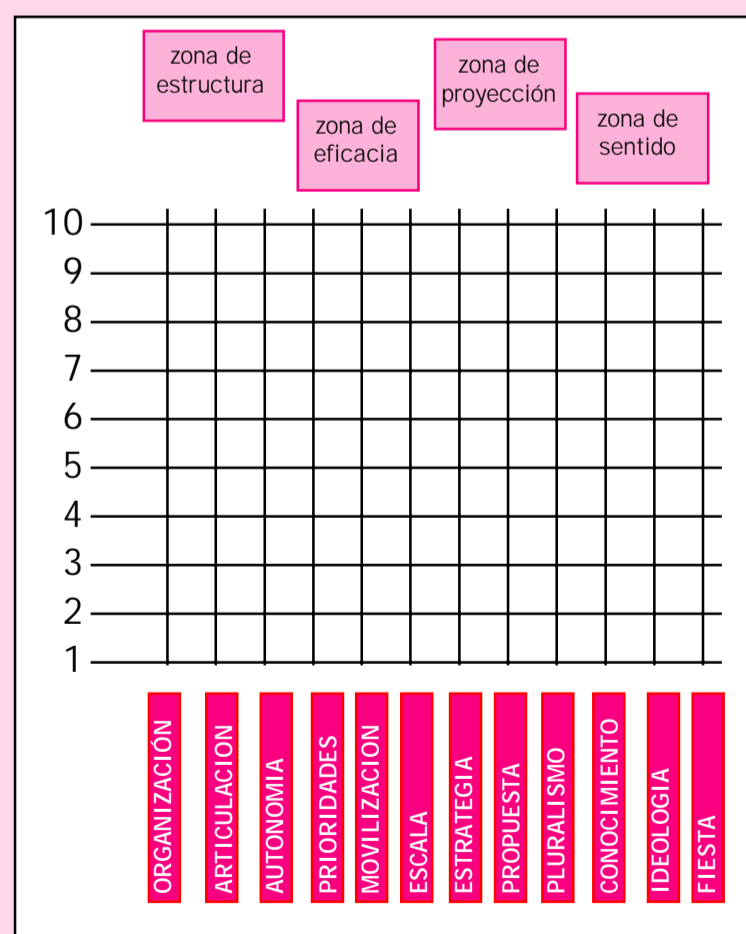 zona de
estructura
zona de
eficacia
zona de
proyección
zona de
sentido
10
9
8
7
6
5
4
3
2
1
ORGANIZACIÓN
ARTICULACION
AUTONOMIA
PRIORIDADES
MOVILIZACION
ESCALA
ESTRATEGIA
PROPUESTA
PLURALISMO
CONOCIMIENTO
IDEOLOGIA
FIESTA